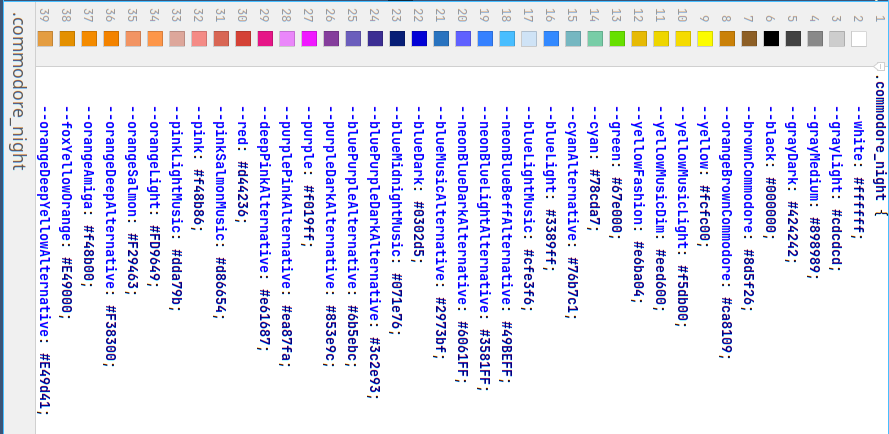 1 .commodore_night {
2 --white: #ffffff;
3 --grayLight: #cdcdcd;
4 --grayMedium: #898989;
5 --grayDark: #424242;
6 --black: #000000;
7 --brownCommodore: #8d5f26;
8 --orangeBrownCommodore: #ca8109;
9 --yellow: #fcfc00;
10 --yellowMusicLight: #f5db00;
11 --yellowMusicDim: #eed600;
12 --yellowFashion: #e6ba04;
13 --green: #67e000;
14 --cyan: #78cda7;
15 --cyanAlternative: #76b7c1;
16 --blueLight: #3389ff;
17 --blueLightMusic: #cfe3f6;
18 --neonBlueBeffAlternative: #49BEFF;
19 --neonBlueLightAlternative: #3581FF;
20 --neonBlueDarkAlternative: #6061FF;
21 --blueMusicAlternative: #2973bf;
22 --blueDark: #0302d5;
23 --blueMidnightMusic: #071e76;
24 --bluePurpleDarkAlternative: #3c2e93;
25 --bluePurpleAlternative: #6b5ebc;
26 --purpleDarkAlternative: #853e9c;
27 --purple: #f019ff;
28 --purplePinkAlternative: #ea87fa;
29 --deepPinkAlternative: #e61687;
30 --red: #d44236;
31 --pinkSalmonMusic: #d86654;
32 --pink: #f48b86;
33 --pinkLightMusic: #dda79b;
34 --orangeLight: #FD9649;
35 --orangeSalmon: #F29463;
36 --orangeDeepAlternative: #F38300;
37 --orangeAmiga: #f48b00;
38 --foxYellowOrange: #E49000;
39 --orangeDeepYellowAlternative: #E49d41;
.commodore_night